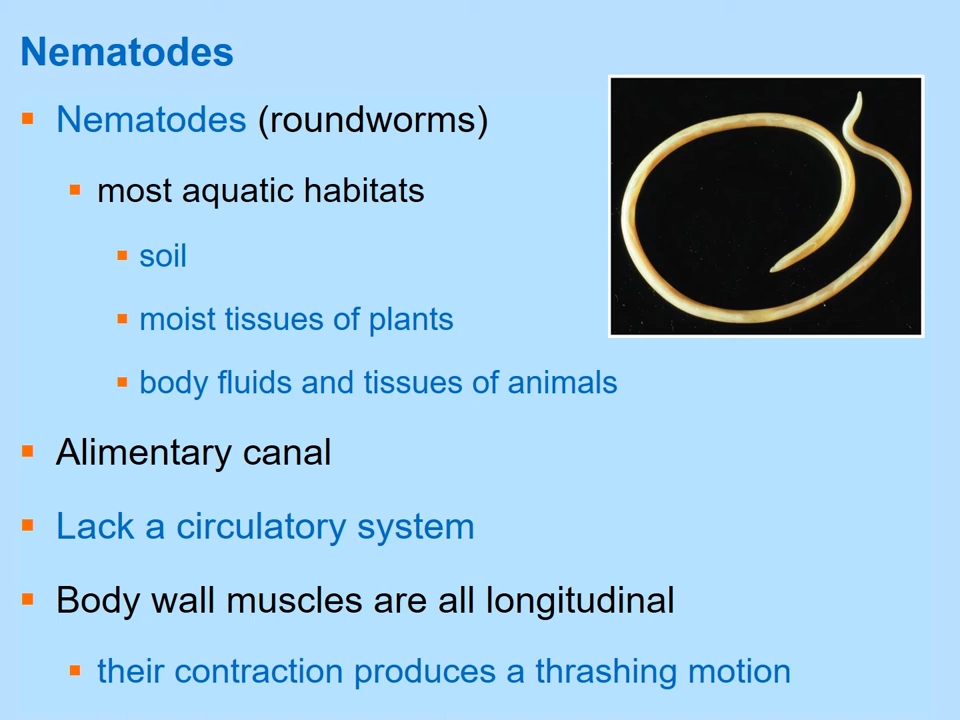 Nematodes
Nematodes (roundworms)
most aquatic habitats
soil
moist tissues of plants
body fluids and tissues of animals
Alimentary canal
Lack a circulatory system
Body wall muscles are all longitudinal
their contraction produces a thrashing motion